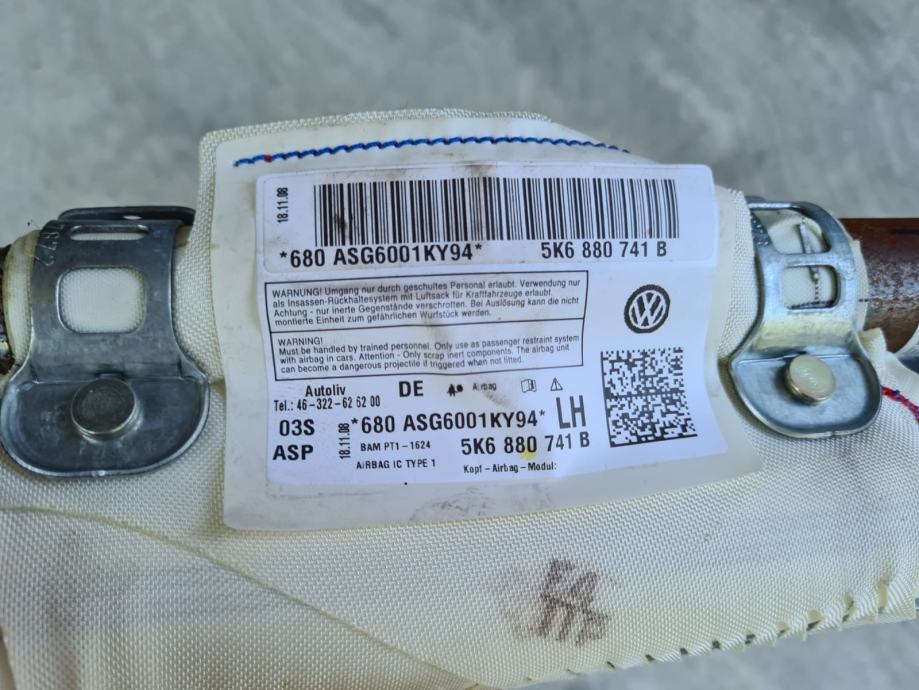 18.11.08
*680 ASG6001KY94* 5K6 880 741 B
WARNUNG! Umgang nur durch geschultes Personal erlaubt. Verwendung nur
als Insassen-Rückhaltesystem mit Luftsack für Kraftfahrzeuge erlaubt.
Achtung - nur inerte Gegenstände verschroften. Bei Auslösung kann die nicht
montierte Einheit zum gefährlichen Wurfstück werden.
WARNING!
Must be handled by trained personnel. Only use as passenger restraint system
with airbag in cars. Attention - Only scrap inert components. The airbag unit
can become a dangerous projectile if triggered when not fitted.
Autoliv DE Airbag
Tel.: 46-322-62 62 00
03S 18.11.08 *680 ASG6001KY94* LH
ASP BAM PT1-1624 5K6 880 741 B
AIRBAG IC TYPE 1 Kopf-Airbag-Modul:
VW